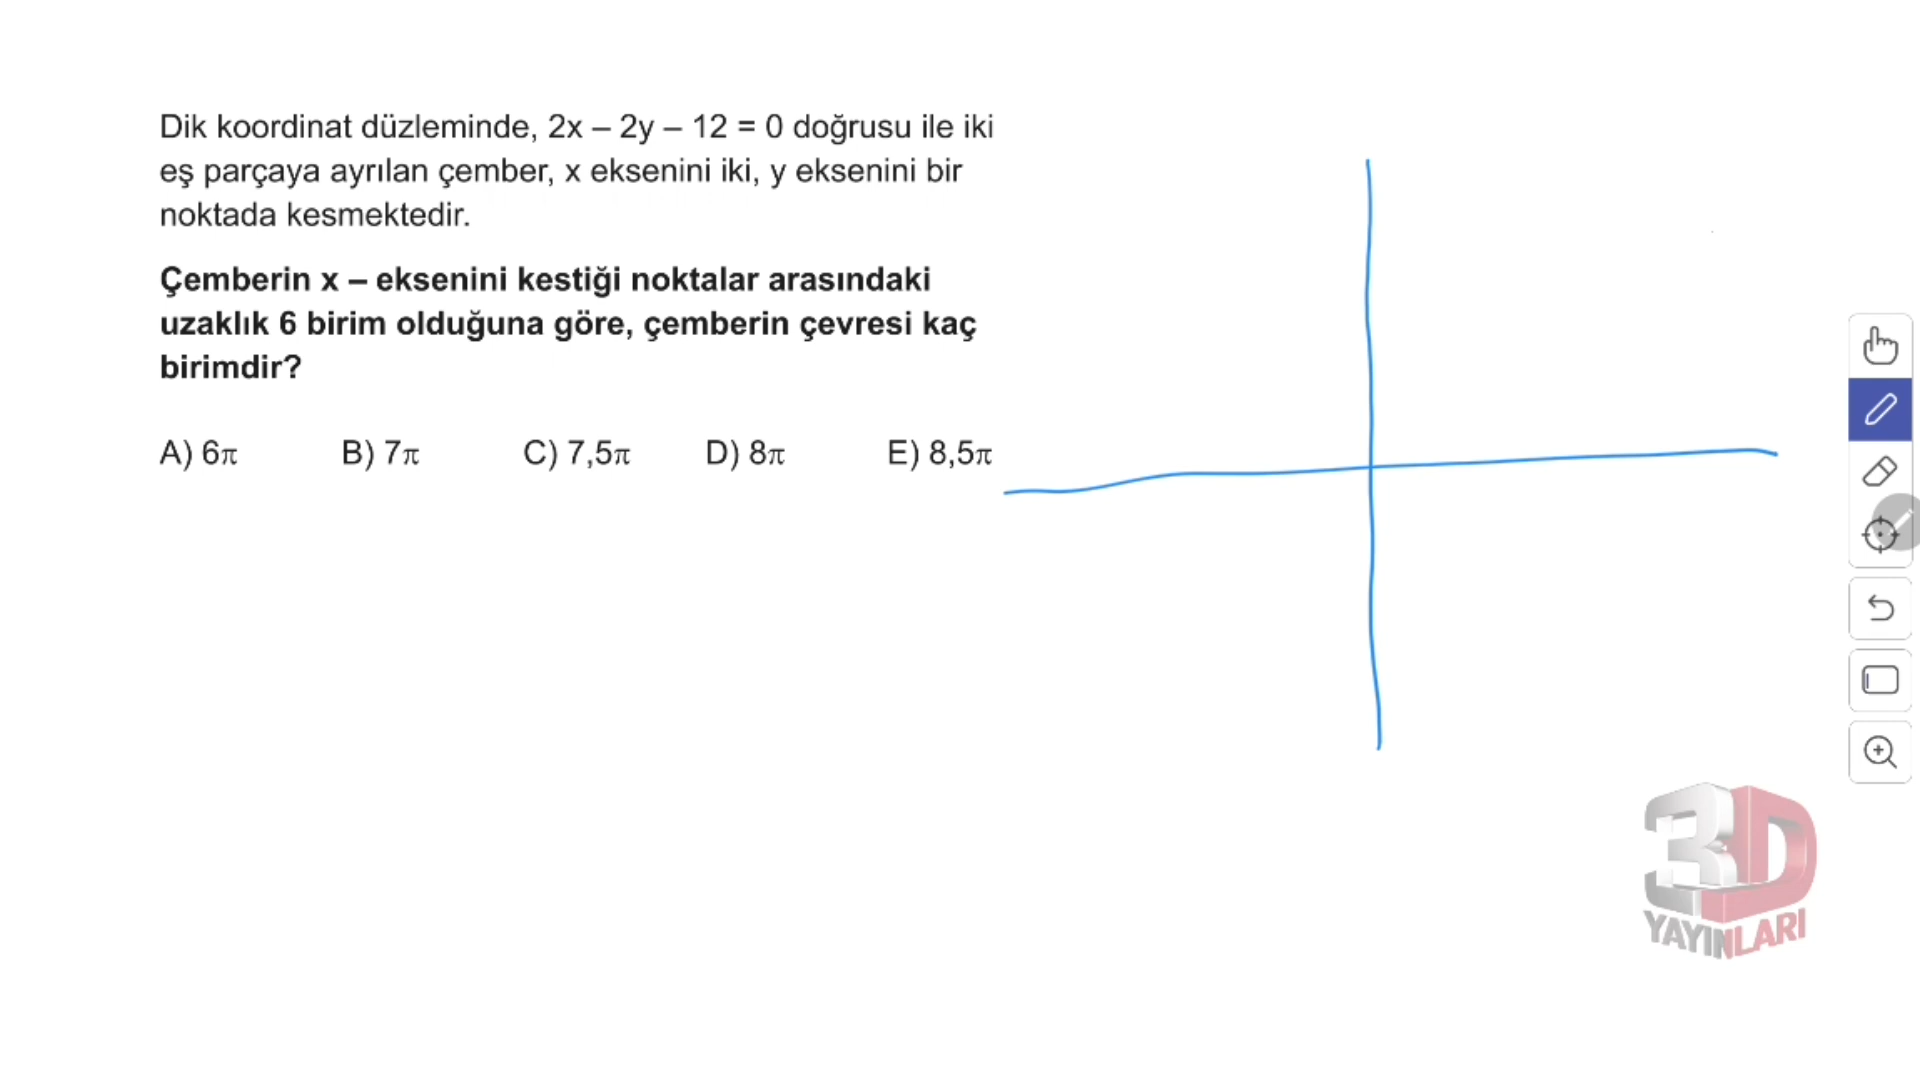 Dik koordinat düzleminde, 2x – 2y – 12 = 0 doğrusu ile iki
eş parçaya ayrılan çember, x eksenini iki, y eksenini bir
noktada kesmektedir.
Çemberin x – eksenini kestiği noktalar arasındaki
uzaklık 6 birim olduğuna göre, çemberin çevresi kaç
birimdir?
A) 6π B) 7π C) 7,5π D) 8π E) 8,5π
3D
YAYINLARI